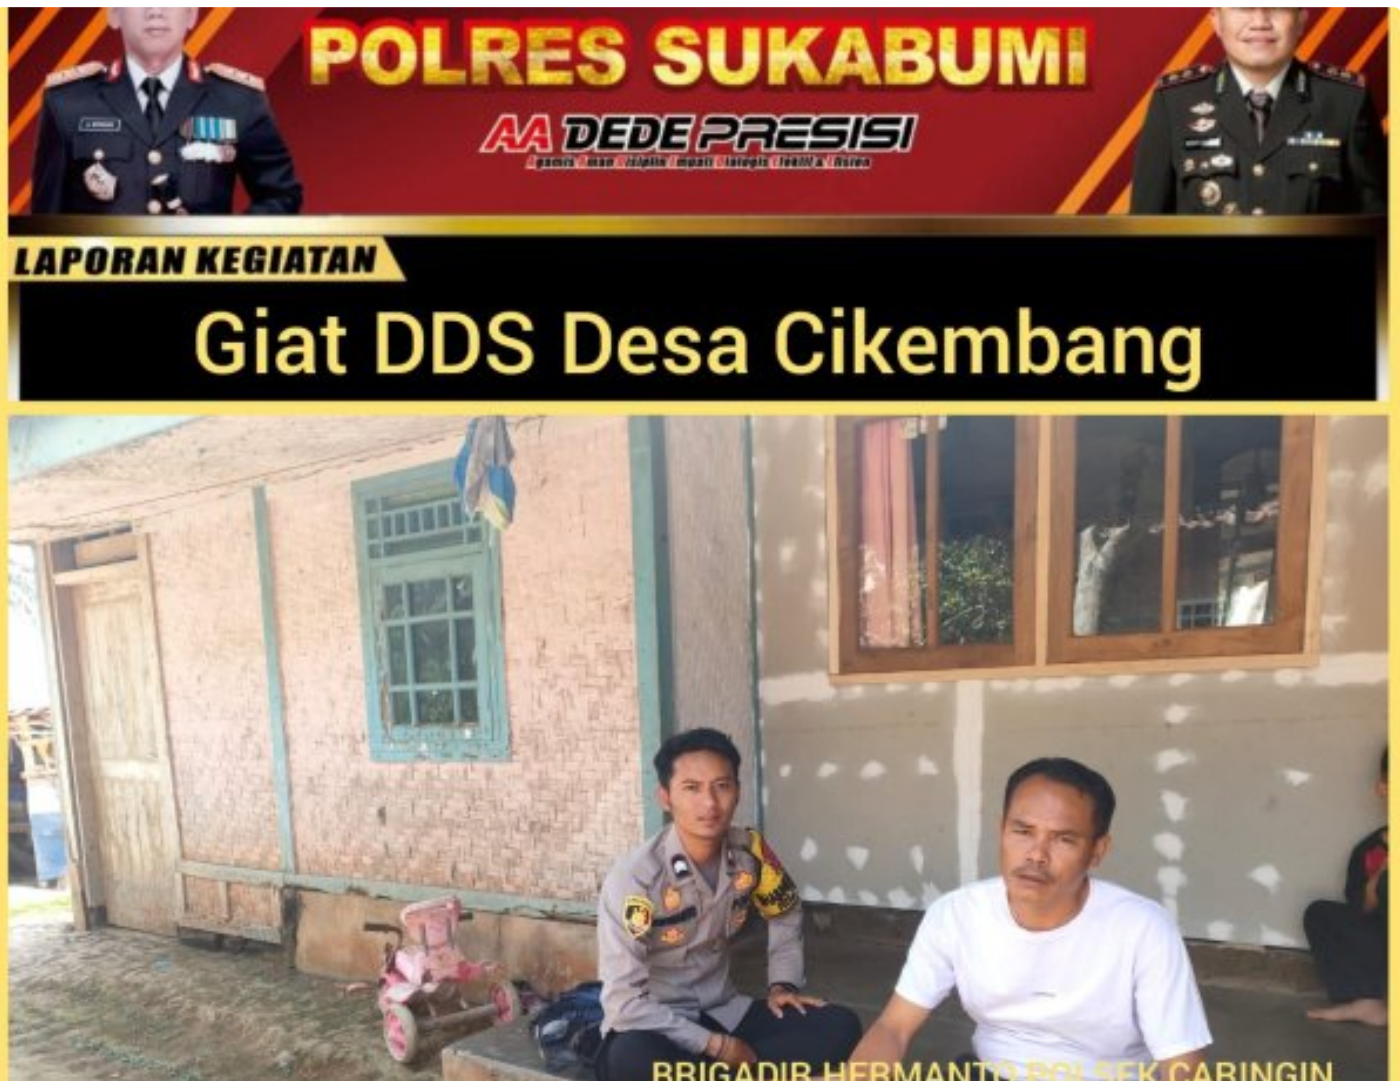 POLRES SUKABUMI
AA DEDE PRESISI
LAPORAN KEGIATAN
Giat DDS Desa Cikembang
BRIGADIR HERMANTO POLSEK CARINGIN